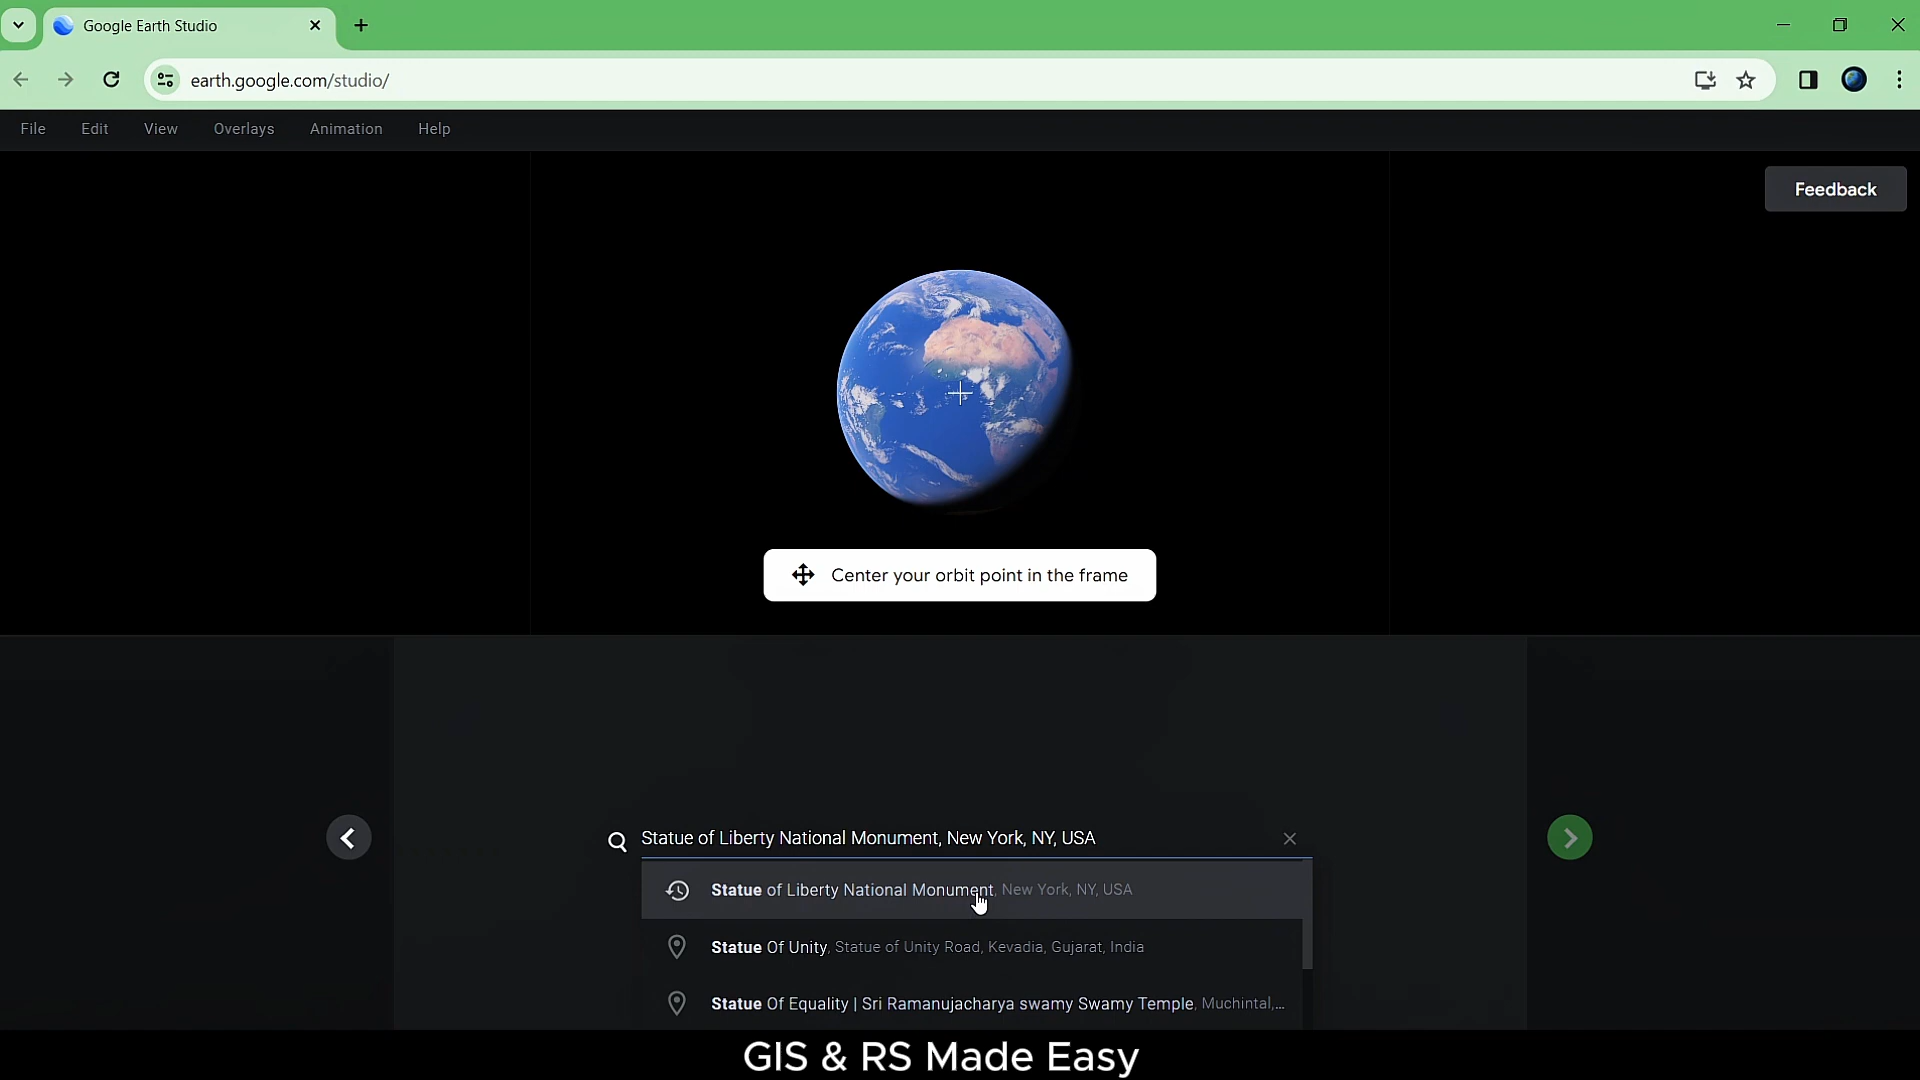 Google Earth Studio
earth.google.com/studio/
File Edit View Overlays Animation Help
Feedback
Center your orbit point in the frame
Statue of Liberty National Monument, New York, NY, USA
Statue of Liberty National Monument, New York, NY, USA
Statue Of Unity, Statue of Unity Road, Kevadia, Gujarat, India
Statue Of Equality | Sri Ramanujacharya swamy Swamy Temple, Muchintal,...
GIS & RS Made Easy